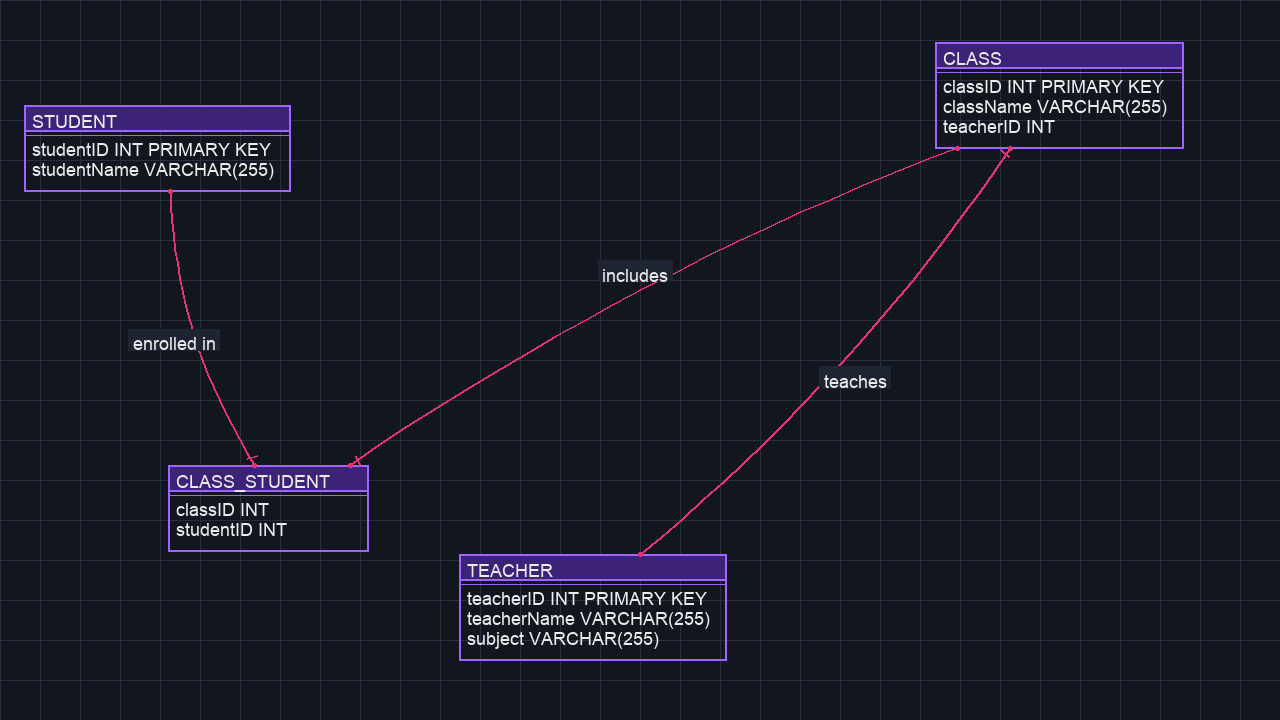 CLASS
classID INT PRIMARY KEY
className VARCHAR(255)
teacherID INT
STUDENT
studentID INT PRIMARY KEY
studentName VARCHAR(255)
includes
enrolled in
teaches
CLASS_STUDENT
classID INT
studentID INT
TEACHER
teacherID INT PRIMARY KEY
teacherName VARCHAR(255)
subject VARCHAR(255)